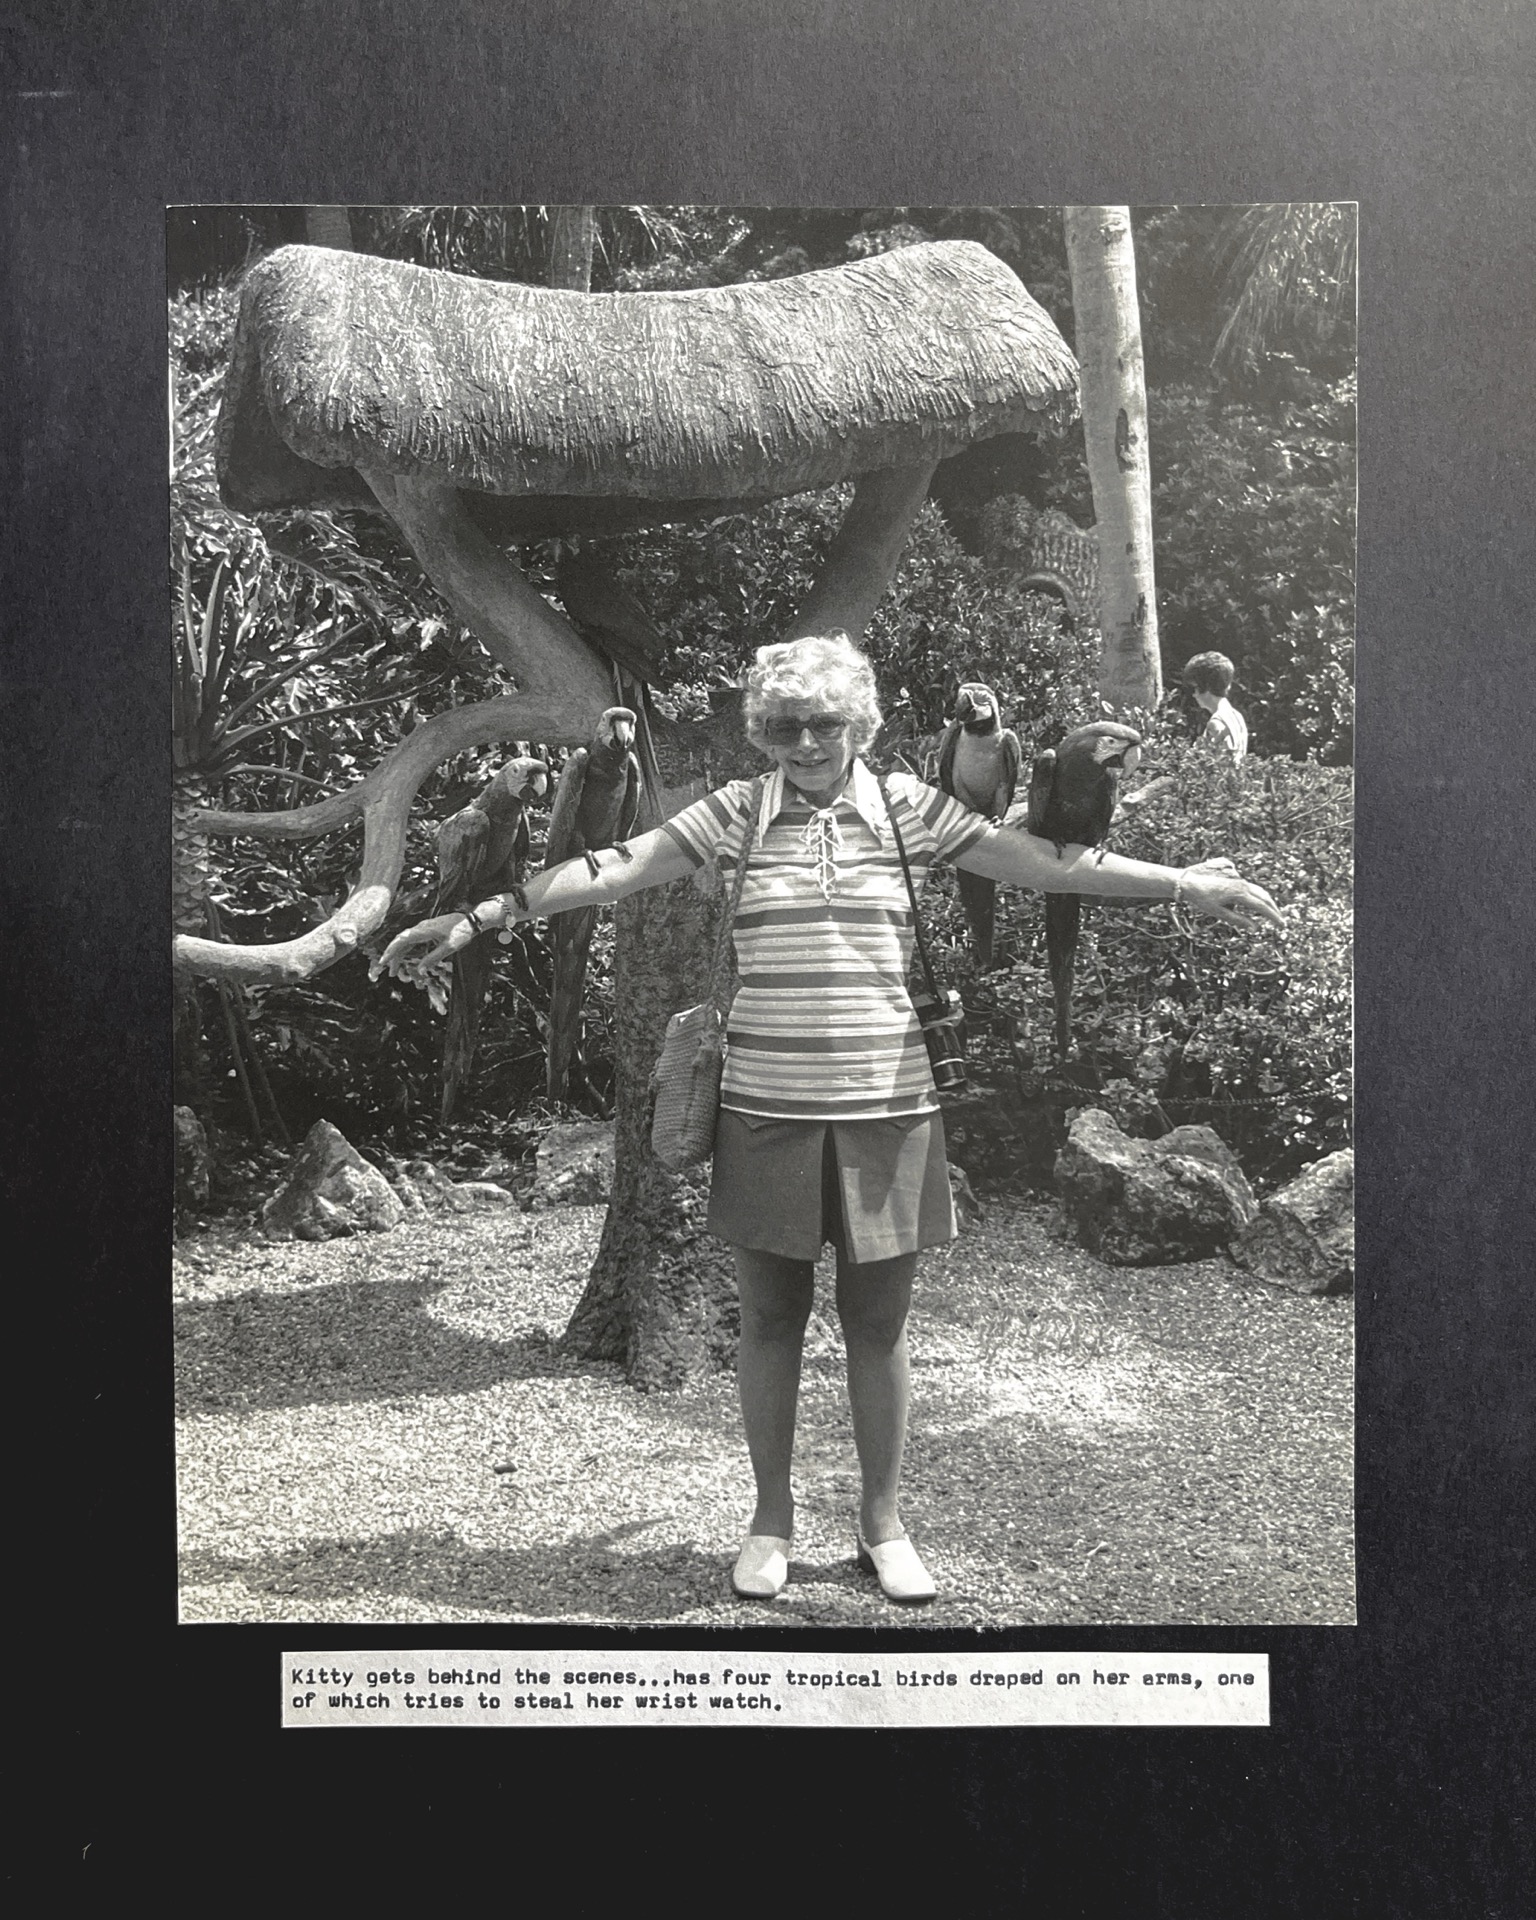 Kitty gets behind the scenes...has four tropical birds draped on her arms, one
of which tries to steal her wrist watch.